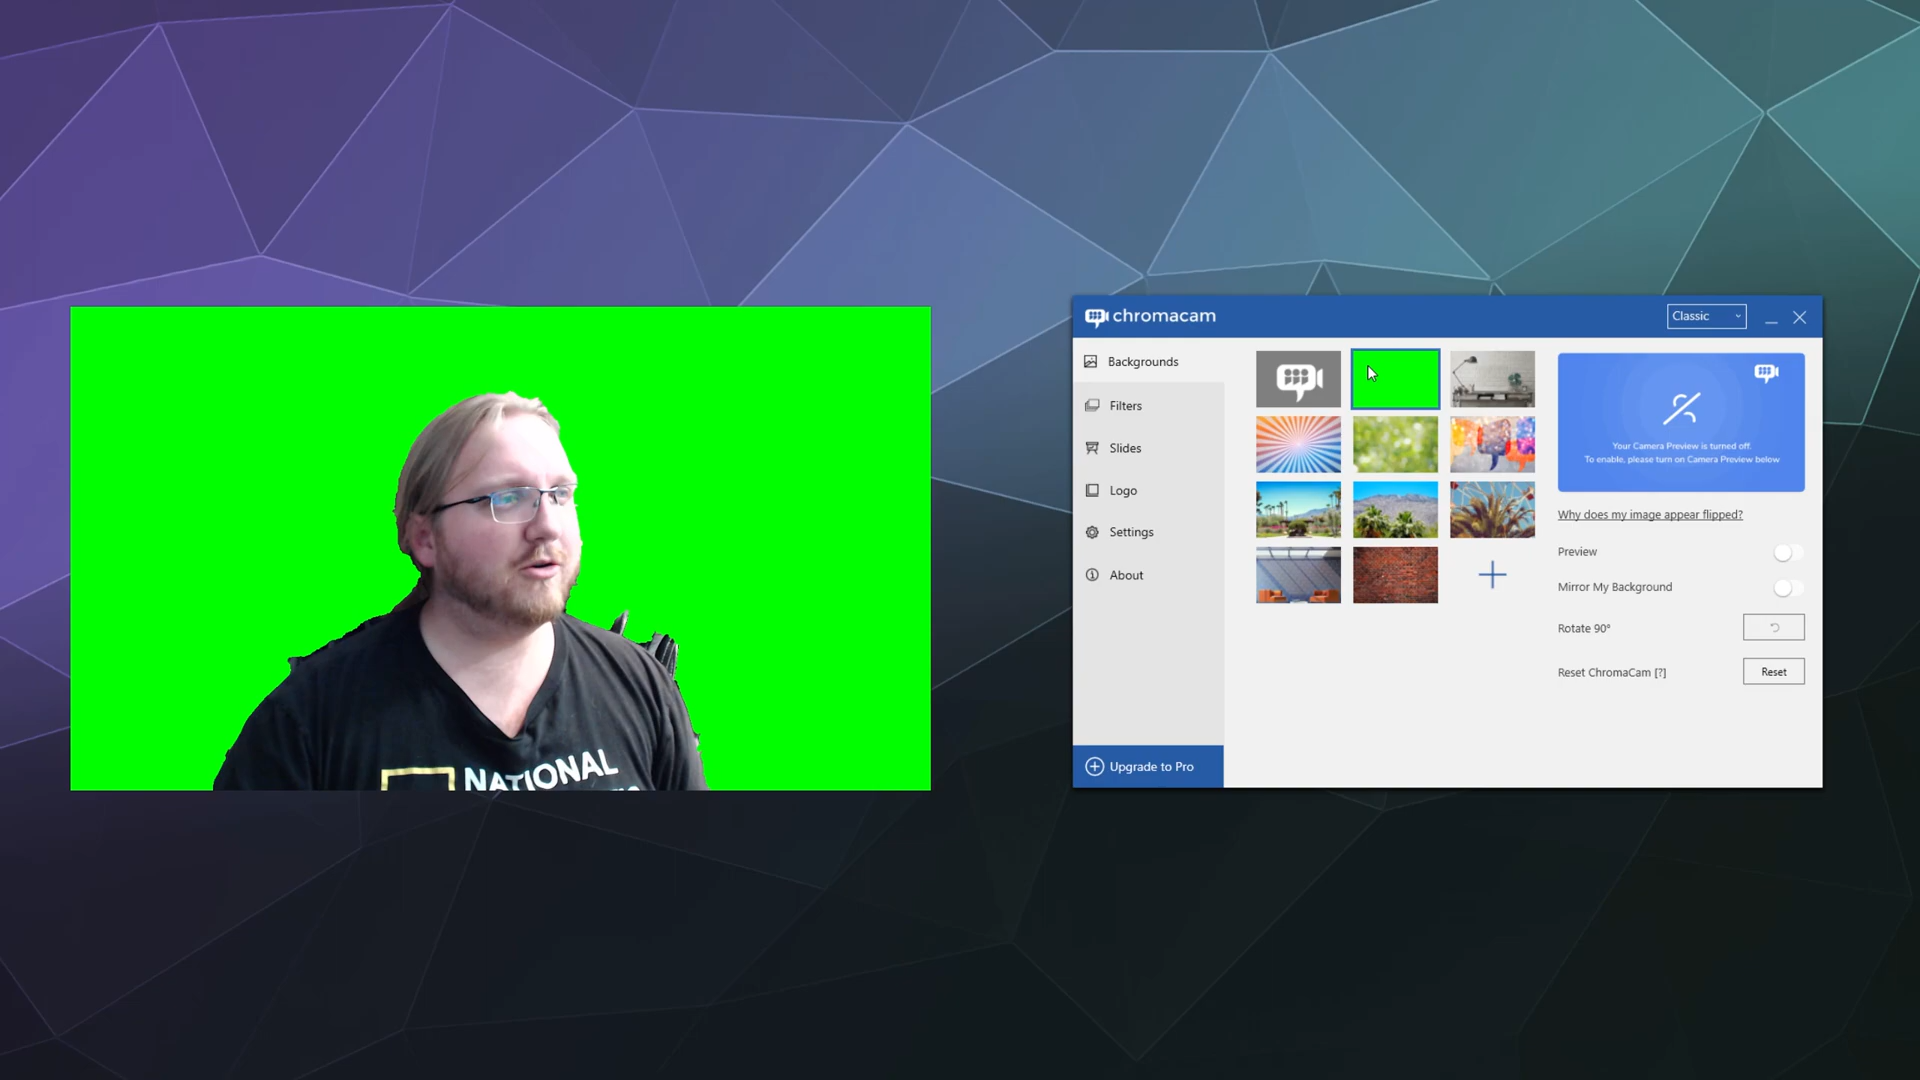 chromacam
Classic
Backgrounds
Filters
Slides
Logo
Settings
About
Upgrade to Pro
Your Camera Preview is turned off.
To enable, please turn on Camera Preview below
Why does my image appear flipped?
Preview
Mirror My Background
Rotate 90°
Reset ChromaCam [?]
Reset
NATIONAL